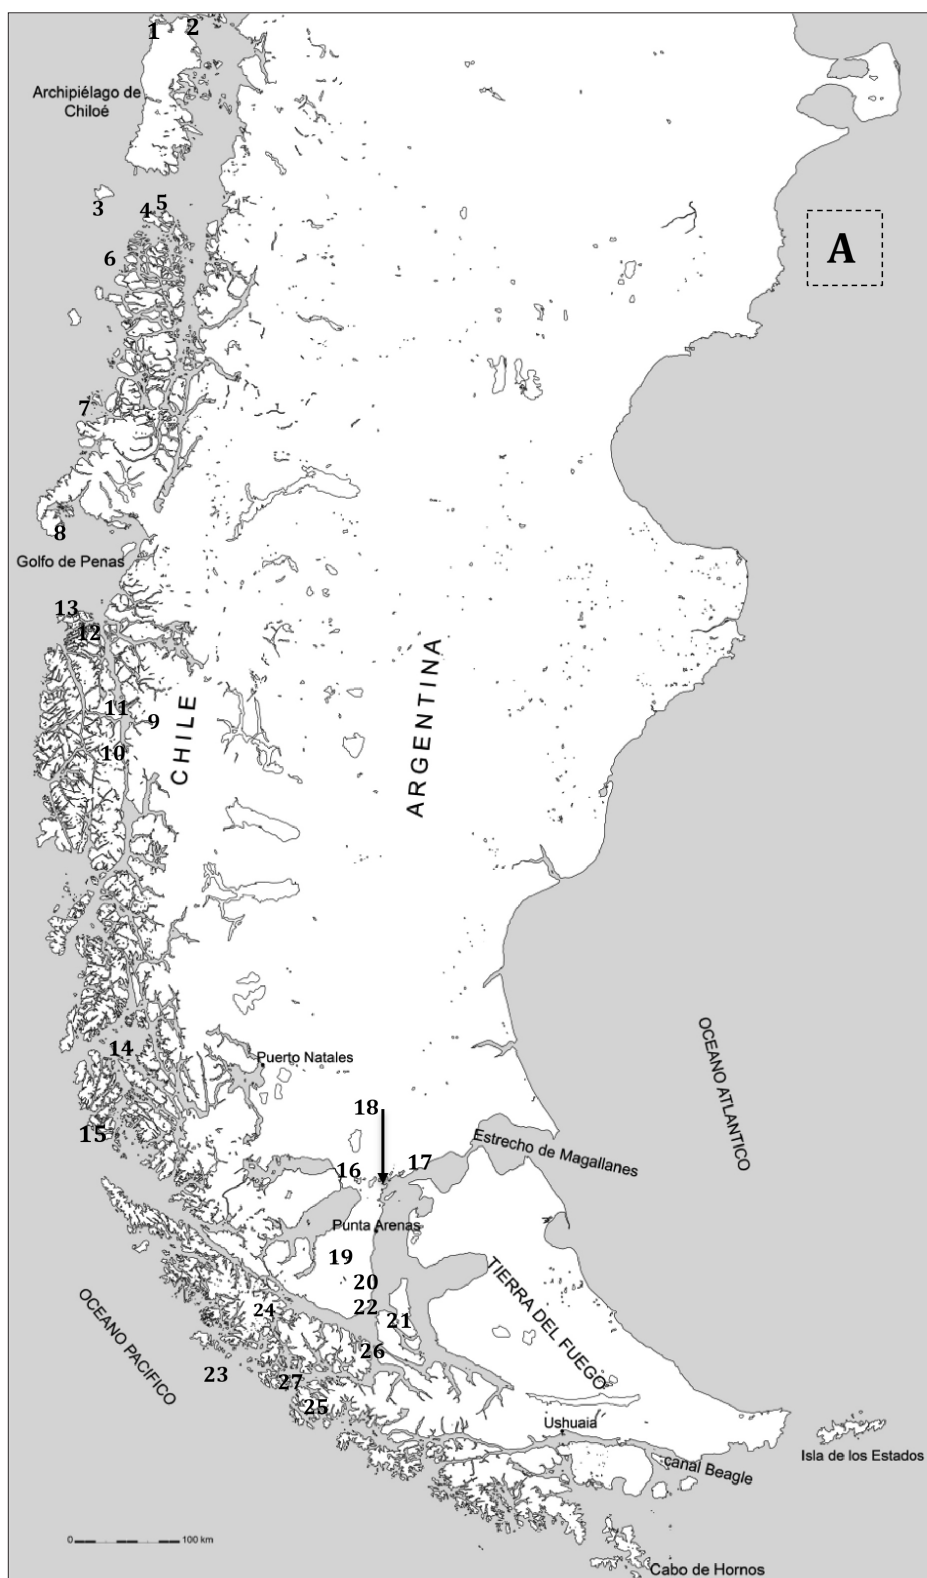 1
2
Archipiélago de
Chiloé
3
4
5
6
A
7
8
Golfo de Penas
13
12
11
9
10
CHILE
ARGENTINA
14
Puerto Natales
OCEANO ATLANTICO
15
18
16
17
Estrecho de Magallanes
Punta Arenas
19
20
22
21
TIERRA DEL FUEGO
24
OCEANO PACIFICO
23
26
27
25
Ushuaia
canal Beagle
Isla de los Estados
0 100 km
Cabo de Hornos